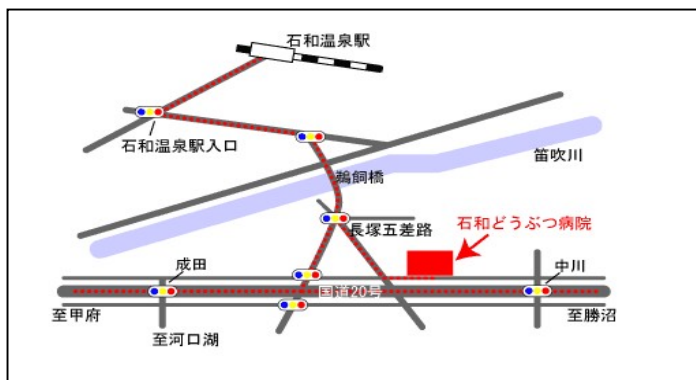 石和温泉駅
石和温泉駅入口
笛吹川
鵜飼橋
長塚五差路
石和どうぶつ病院
成田
中川
国道20号
至甲府
至勝沼
至河口湖